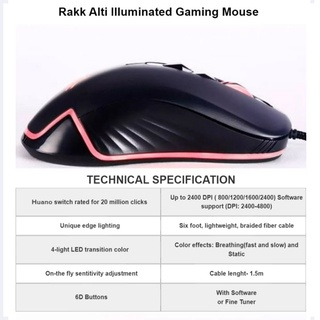 Rakk Alti Illuminated Gaming Mouse
TECHNICAL SPECIFICATION
Huano switch rated for 20 million clicks
Up to 2400 DPI ( 800/1200/1600/2400) Software
support (DPI: 2400-4800)
Unique edge lighting
Six foot, lightweight, braided fiber cable
4-light LED transition color
Color effects: Breathing(fast and slow) and
Static
On-the fly sentitivity adjustment
Cable lenght- 1.5m
6D Buttons
With Software
or Fine Tuner